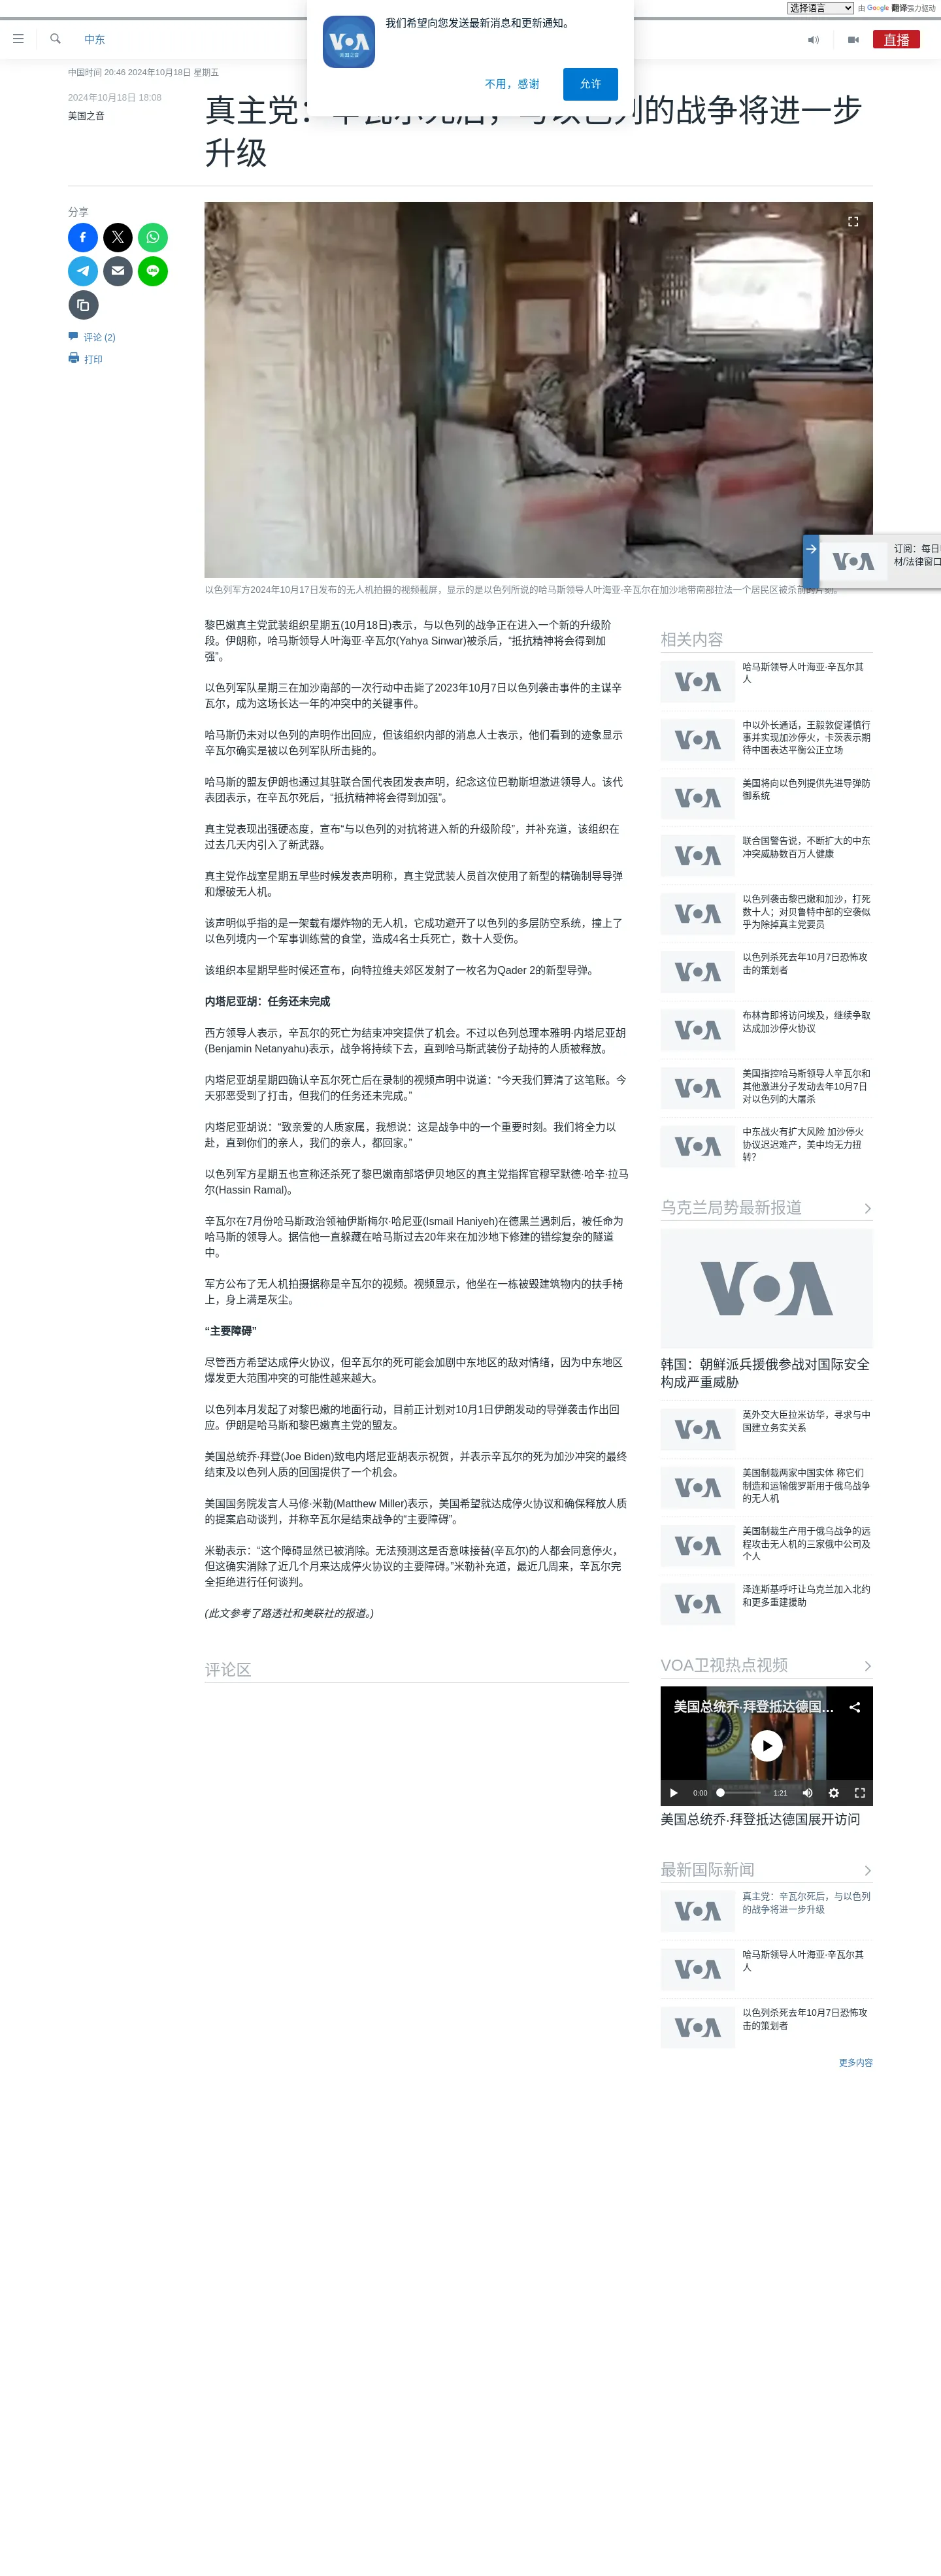 选择语言
由 Google 翻译强力驱动
我们希望向您发送最新消息和更新通知。
VOA
美国之音
不用，感谢
允许
中东
直播
中国时间 20:46 2024年10月18日 星期五
2024年10月18日 18:08
美国之音
真主党：辛瓦尔死后，与以色列的战争将进一步
升级
分享
评论 (2)
打印
订阅：每日
材/法律窗口
VOA
以色列军方2024年10月17日发布的无人机拍摄的视频截屏，显示的是以色列所说的哈马斯领导人叶海亚·辛瓦尔在加沙地带南部拉法一个居民区被杀前的片刻。
黎巴嫩真主党武装组织星期五(10月18日)表示，与以色列的战争正在进入一个新的升级阶
段。伊朗称，哈马斯领导人叶海亚·辛瓦尔(Yahya Sinwar)被杀后，“抵抗精神将会得到加
强”。
以色列军队星期三在加沙南部的一次行动中击毙了2023年10月7日以色列袭击事件的主谋辛
瓦尔，成为这场长达一年的冲突中的关键事件。
哈马斯仍未对以色列的声明作出回应，但该组织内部的消息人士表示，他们看到的迹象显示
辛瓦尔确实是被以色列军队所击毙的。
哈马斯的盟友伊朗也通过其驻联合国代表团发表声明，纪念这位巴勒斯坦激进领导人。该代
表团表示，在辛瓦尔死后，“抵抗精神将会得到加强”。
真主党表现出强硬态度，宣布“与以色列的对抗将进入新的升级阶段”，并补充道，该组织在
过去几天内引入了新武器。
真主党作战室星期五早些时候发表声明称，真主党武装人员首次使用了新型的精确制导导弹
和爆破无人机。
该声明似乎指的是一架载有爆炸物的无人机，它成功避开了以色列的多层防空系统，撞上了
以色列境内一个军事训练营的食堂，造成4名士兵死亡，数十人受伤。
该组织本星期早些时候还宣布，向特拉维夫郊区发射了一枚名为Qader 2的新型导弹。
内塔尼亚胡：任务还未完成
西方领导人表示，辛瓦尔的死亡为结束冲突提供了机会。不过以色列总理本雅明·内塔尼亚胡
(Benjamin Netanyahu)表示，战争将持续下去，直到哈马斯武装份子劫持的人质被释放。
内塔尼亚胡星期四确认辛瓦尔死亡后在录制的视频声明中说道：“今天我们算清了这笔账。今
天邪恶受到了打击，但我们的任务还未完成。”
内塔尼亚胡说：“致亲爱的人质家属，我想说：这是战争中的一个重要时刻。我们将全力以
赴，直到你们的亲人，我们的亲人，都回家。”
以色列军方星期五也宣称还杀死了黎巴嫩南部塔伊贝地区的真主党指挥官穆罕默德·哈辛·拉马
尔(Hassin Ramal)。
辛瓦尔在7月份哈马斯政治领袖伊斯梅尔·哈尼亚(Ismail Haniyeh)在德黑兰遇刺后，被任命为
哈马斯的领导人。据信他一直躲藏在哈马斯过去20年来在加沙地下修建的错综复杂的隧道
中。
军方公布了无人机拍摄据称是辛瓦尔的视频。视频显示，他坐在一栋被毁建筑物内的扶手椅
上，身上满是灰尘。
“主要障碍”
尽管西方希望达成停火协议，但辛瓦尔的死可能会加剧中东地区的敌对情绪，因为中东地区
爆发更大范围冲突的可能性越来越大。
以色列本月发起了对黎巴嫩的地面行动，目前正计划对10月1日伊朗发动的导弹袭击作出回
应。伊朗是哈马斯和黎巴嫩真主党的盟友。
美国总统乔·拜登(Joe Biden)致电内塔尼亚胡表示祝贺，并表示辛瓦尔的死为加沙冲突的最终
结束及以色列人质的回国提供了一个机会。
美国国务院发言人马修·米勒(Matthew Miller)表示，美国希望就达成停火协议和确保释放人质
的提案启动谈判，并称辛瓦尔是结束战争的“主要障碍”。
米勒表示：“这个障碍显然已被消除。无法预测这是否意味接替(辛瓦尔)的人都会同意停火，
但这确实消除了近几个月来达成停火协议的主要障碍。”米勒补充道，最近几周来，辛瓦尔完
全拒绝进行任何谈判。
(此文参考了路透社和美联社的报道。)
评论区
相关内容
VOA
哈马斯领导人叶海亚·辛瓦尔其
人
VOA
中以外长通话，王毅敦促谨慎行
事并实现加沙停火，卡茨表示期
待中国表达平衡公正立场
VOA
美国将向以色列提供先进导弹防
御系统
VOA
联合国警告说，不断扩大的中东
冲突威胁数百万人健康
VOA
以色列袭击黎巴嫩和加沙，打死
数十人；对贝鲁特中部的空袭似
乎为除掉真主党要员
VOA
以色列杀死去年10月7日恐怖攻
击的策划者
VOA
布林肯即将访问埃及，继续争取
达成加沙停火协议
VOA
美国指控哈马斯领导人辛瓦尔和
其他激进分子发动去年10月7日
对以色列的大屠杀
VOA
中东战火有扩大风险 加沙停火
协议迟迟难产，美中均无力扭
转？
乌克兰局势最新报道
VOA
韩国：朝鲜派兵援俄参战对国际安全
构成严重威胁
VOA
英外交大臣拉米访华，寻求与中
国建立务实关系
VOA
美国制裁两家中国实体 称它们
制造和运输俄罗斯用于俄乌战争
的无人机
VOA
美国制裁生产用于俄乌战争的远
程攻击无人机的三家俄中公司及
个人
VOA
泽连斯基呼吁让乌克兰加入北约
和更多重建援助
VOA卫视热点视频
美国总统乔·拜登抵达德国...
0:00
1:21
美国总统乔·拜登抵达德国展开访问
最新国际新闻
VOA
真主党：辛瓦尔死后，与以色列
的战争将进一步升级
VOA
哈马斯领导人叶海亚·辛瓦尔其
人
VOA
以色列杀死去年10月7日恐怖攻
击的策划者
更多内容